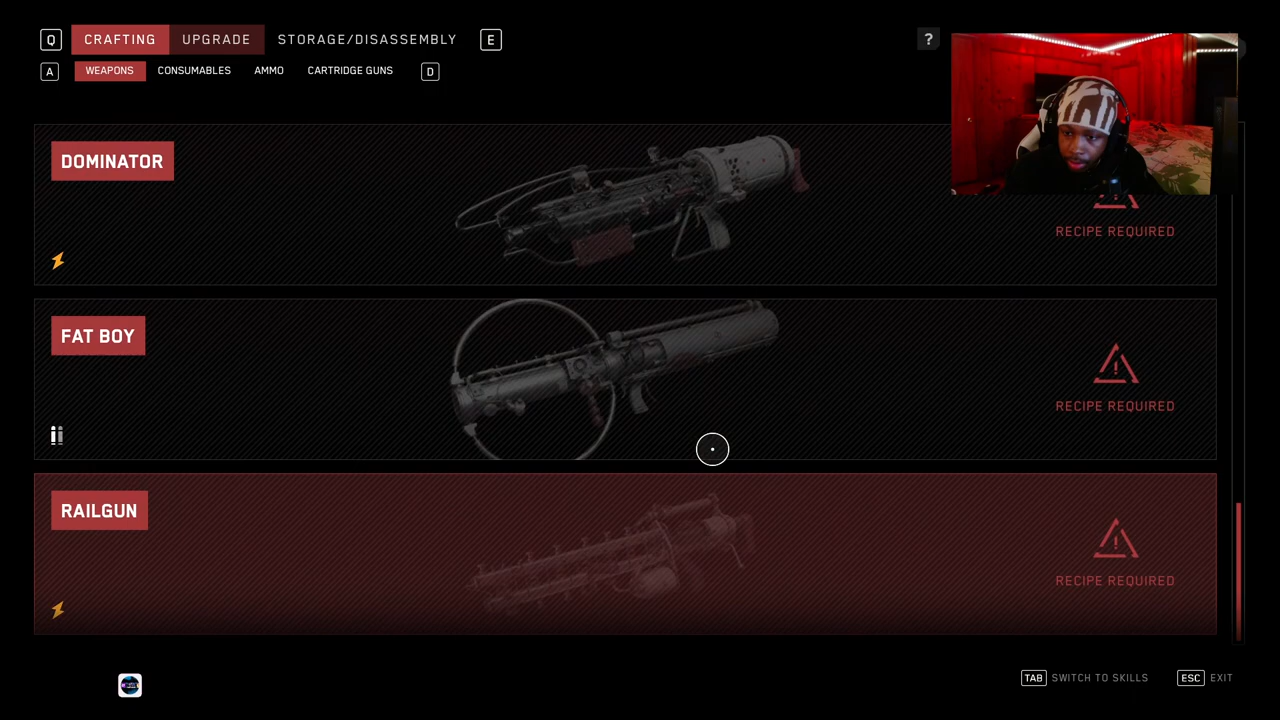 Q CRAFTING UPGRADE STORAGE/DISASSEMBLY E ?
A WEAPONS CONSUMABLES AMMO CARTRIDGE GUNS D
DOMINATOR
RECIPE REQUIRED
FAT BOY
RECIPE REQUIRED
RAILGUN
RECIPE REQUIRED
TAB SWITCH TO SKILLS ESC EXIT